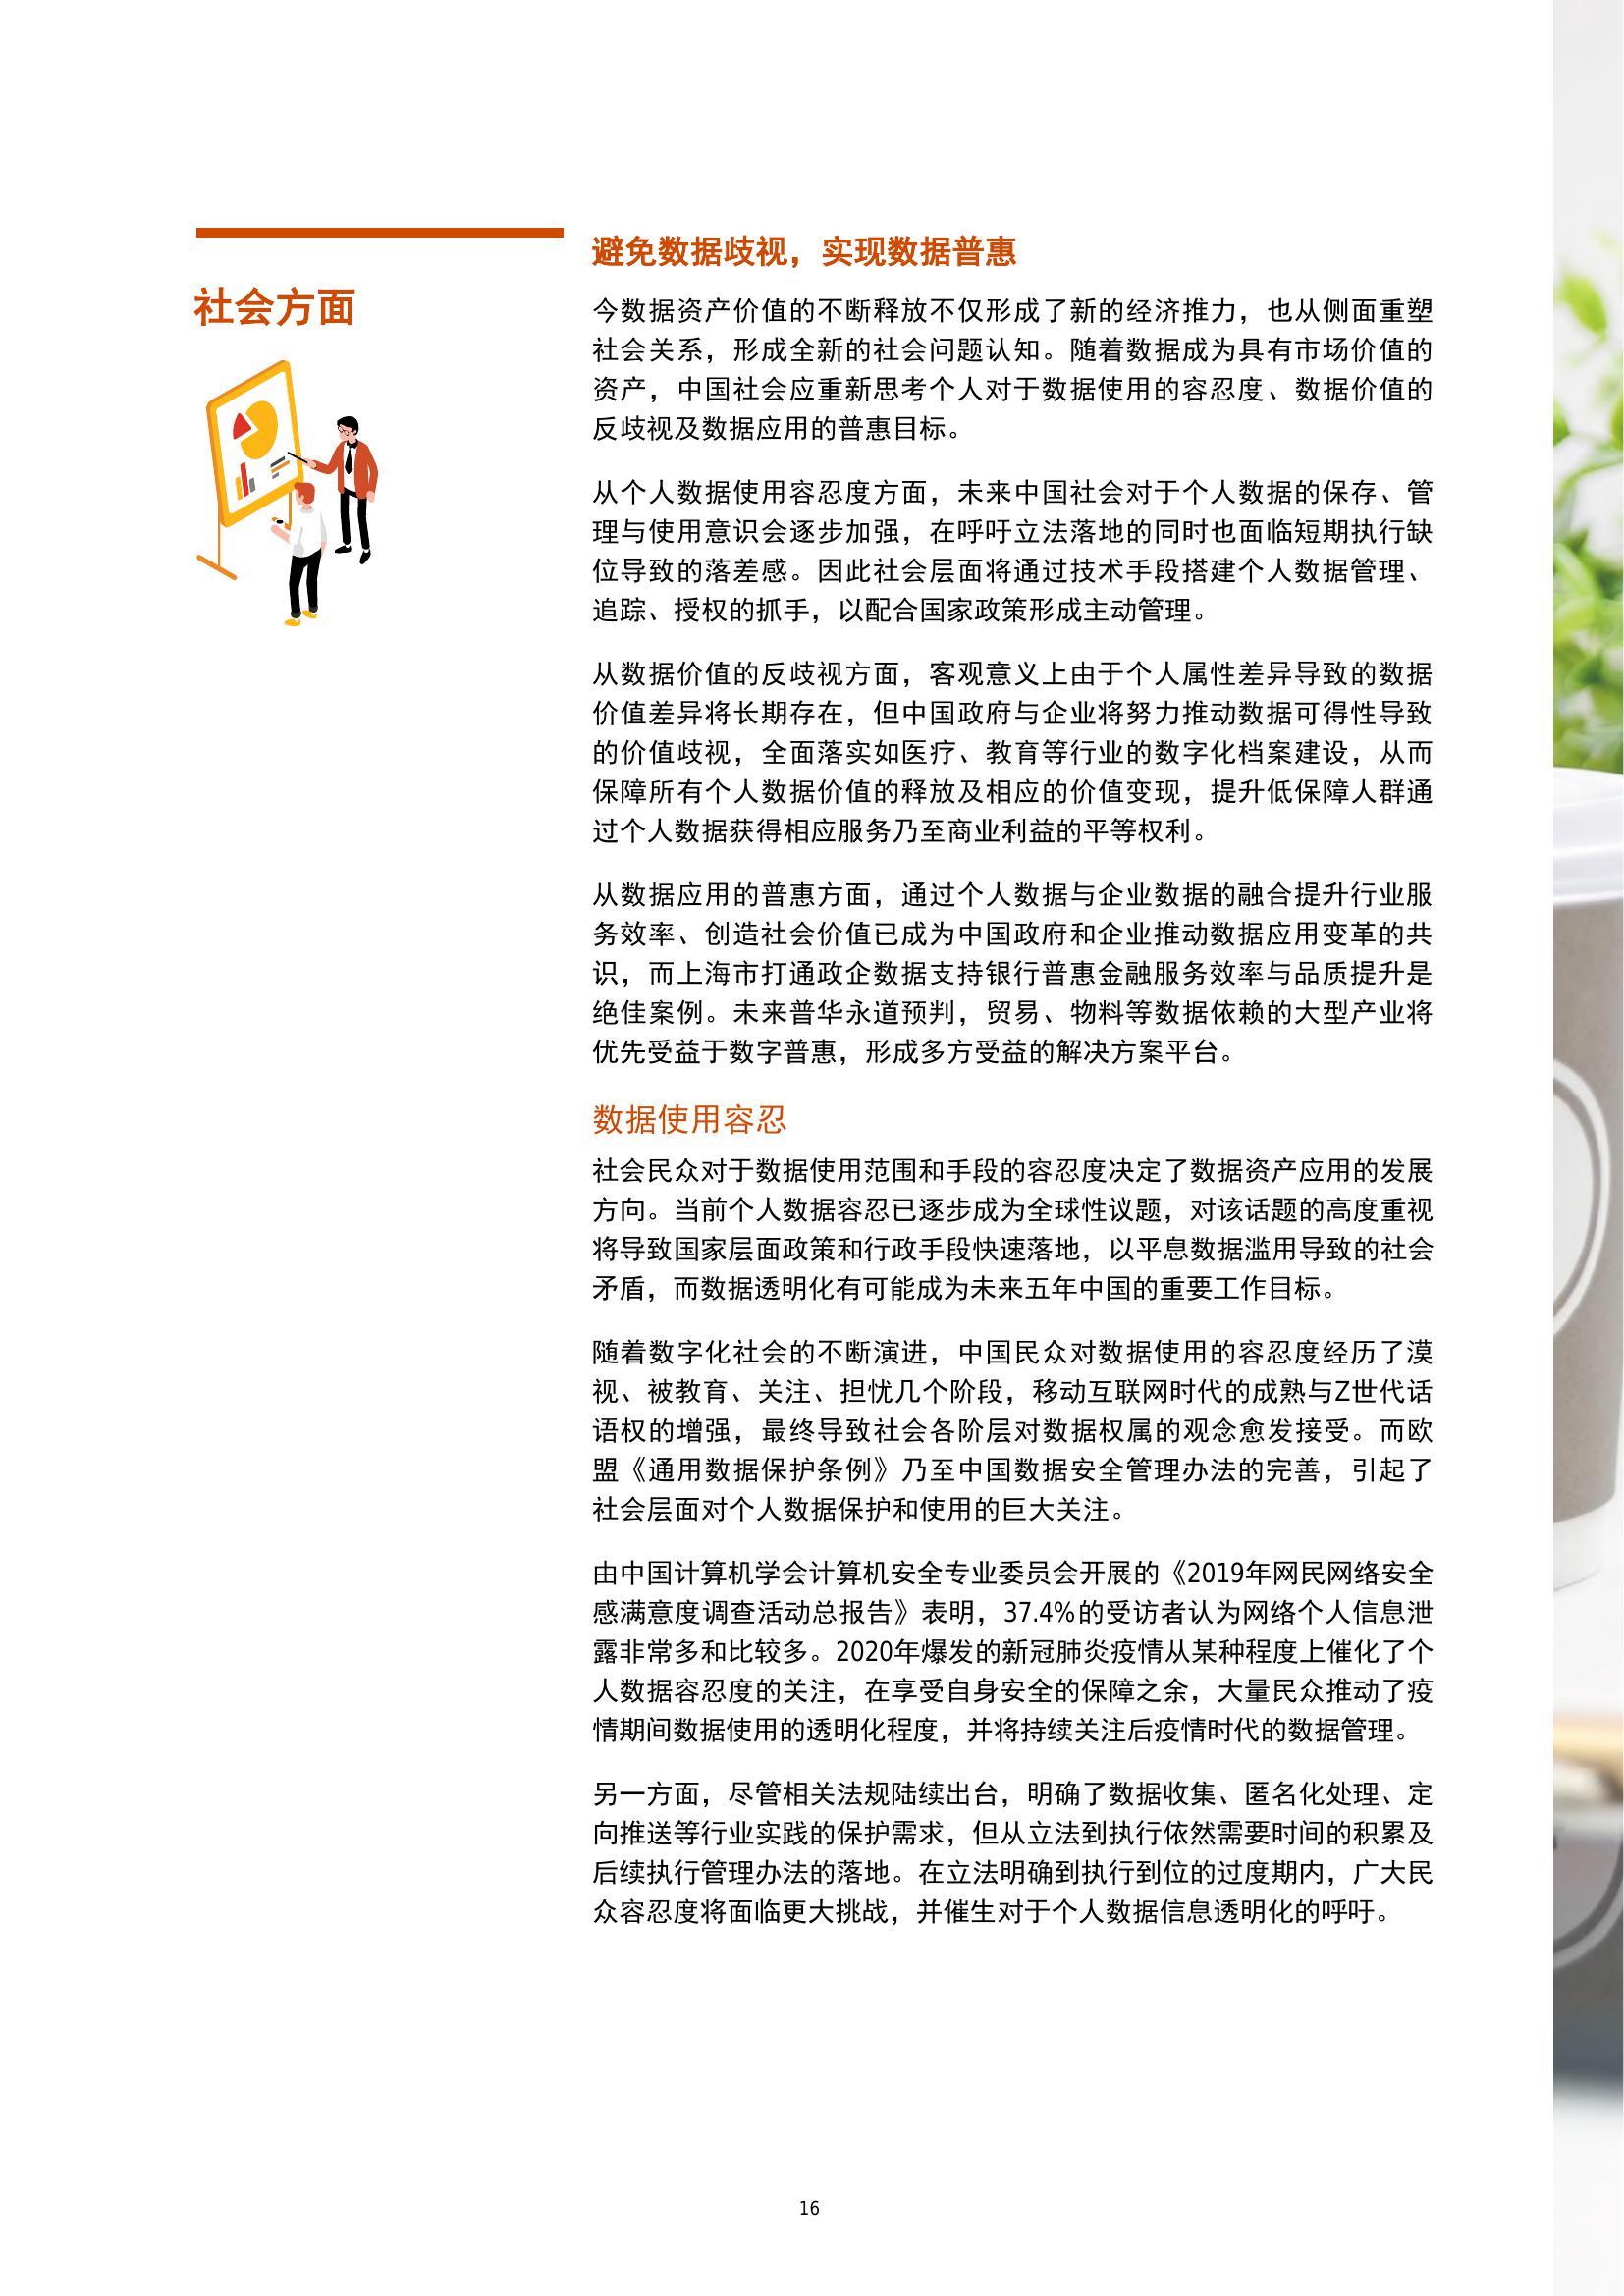 社会方面
避免数据歧视，实现数据普惠
今数据资产价值的不断释放不仅形成了新的经济推力，也从侧面重塑
社会关系，形成全新的社会问题认知。随着数据成为具有市场价值的
资产，中国社会应重新思考个人对于数据使用的容忍度、数据价值的
反歧视及数据应用的普惠目标。
从个人数据使用容忍度方面，未来中国社会对于个人数据的保存、管
理与使用意识会逐步加强，在呼吁立法落地的同时也面临短期执行缺
位导致的落差感。因此社会层面将通过技术手段搭建个人数据管理、
追踪、授权的抓手，以配合国家政策形成主动管理。
从数据价值的反歧视方面，客观意义上由于个人属性差异导致的数据
价值差异将长期存在，但中国政府与企业将努力推动数据可得性导致
的价值歧视，全面落实如医疗、教育等行业的数字化档案建设，从而
保障所有个人数据价值的释放及相应的价值变现，提升低保障人群通
过个人数据获得相应服务乃至商业利益的平等权利。
从数据应用的普惠方面，通过个人数据与企业数据的融合提升行业服
务效率、创造社会价值已成为中国政府和企业推动数据应用变革的共
识，而上海市打通政企数据支持银行普惠金融服务效率与品质提升是
绝佳案例。未来普华永道预判，贸易、物料等数据依赖的大型产业将
优先受益于数字普惠，形成多方受益的解决方案平台。
数据使用容忍
社会民众对于数据使用范围和手段的容忍度决定了数据资产应用的发展
方向。当前个人数据容忍已逐步成为全球性议题，对该话题的高度重视
将导致国家层面政策和行政手段快速落地，以平息数据滥用导致的社会
矛盾，而数据透明化有可能成为未来五年中国的重要工作目标。
随着数字化社会的不断演进，中国民众对数据使用的容忍度经历了漠
视、被教育、关注、担忧几个阶段，移动互联网时代的成熟与Z世代话
语权的增强，最终导致社会各阶层对数据权属的观念愈发接受。而欧
盟《通用数据保护条例》乃至中国数据安全管理办法的完善，引起了
社会层面对个人数据保护和使用的巨大关注。
由中国计算机学会计算机安全专业委员会开展的《2019年网民网络安全
感满意度调查活动总报告》表明，37.4%的受访者认为网络个人信息泄
露非常多和比较多。2020年爆发的新冠肺炎疫情从某种程度上催化了个
人数据容忍度的关注，在享受自身安全的保障之余，大量民众推动了疫
情期间数据使用的透明化程度，并将持续关注后疫情时代的数据管理。
另一方面，尽管相关法规陆续出台，明确了数据收集、匿名化处理、定
向推送等行业实践的保护需求，但从立法到执行依然需要时间的积累及
后续执行管理办法的落地。在立法明确到执行到位的过度期内，广大民
众容忍度将面临更大挑战，并催生对于个人数据信息透明化的呼吁。
16